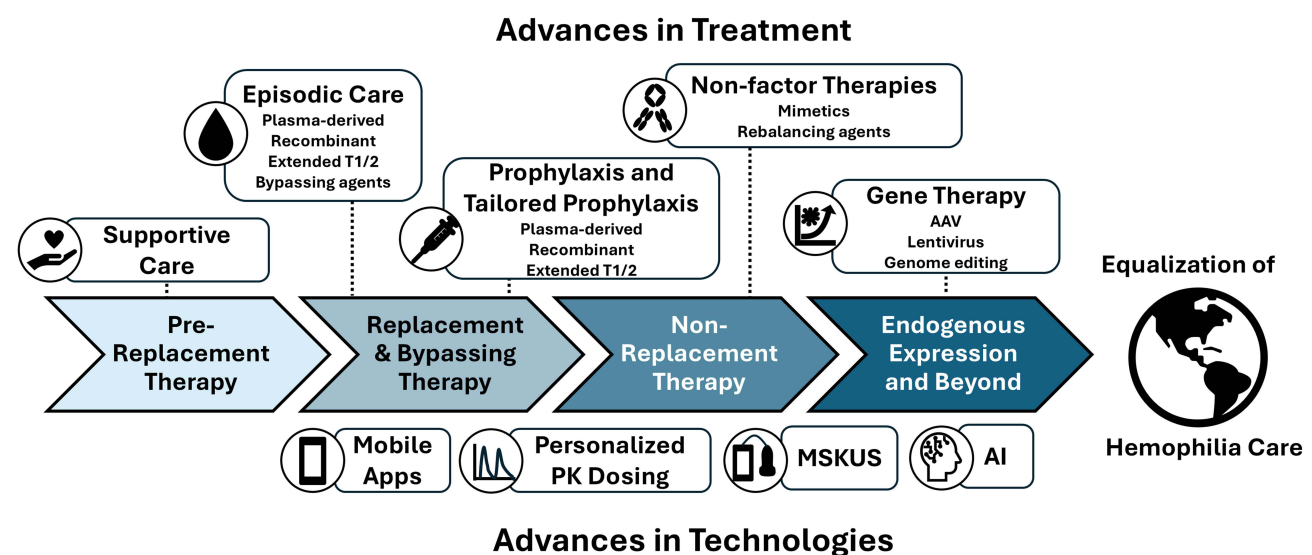 Advances in Treatment
Episodic Care
Plasma-derived
Recombinant
Extended T1/2
Bypassing agents
Non-factor Therapies
Mimetics
Rebalancing agents
Prophylaxis and
Tailored Prophylaxis
Plasma-derived
Recombinant
Extended T1/2
Gene Therapy
AAV
Lentivirus
Genome editing
Supportive
Care
Pre-
Replacement
Therapy
Replacement
& Bypassing
Therapy
Non-
Replacement
Therapy
Endogenous
Expression
and Beyond
Equalization of
Hemophilia Care
Mobile
Apps
Personalized
PK Dosing
MSKUS
AI
Advances in Technologies